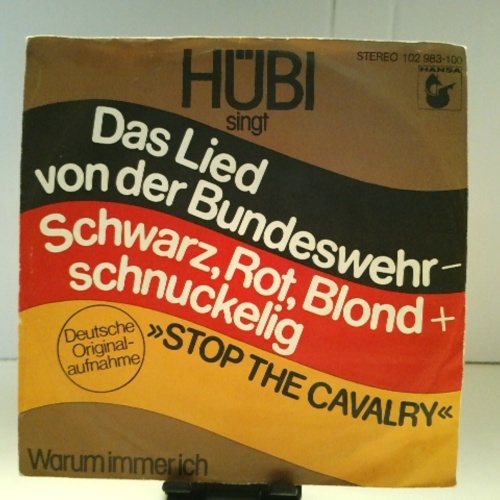 STEREO 102 983-100
HANSA
HÜBI
singt
Das Lied
von der Bundeswehr –
Schwarz, Rot, Blond +
schnuckelig
Deutsche
Original-
aufnahme
»STOP THE CAVALRY«
Warum immer ich